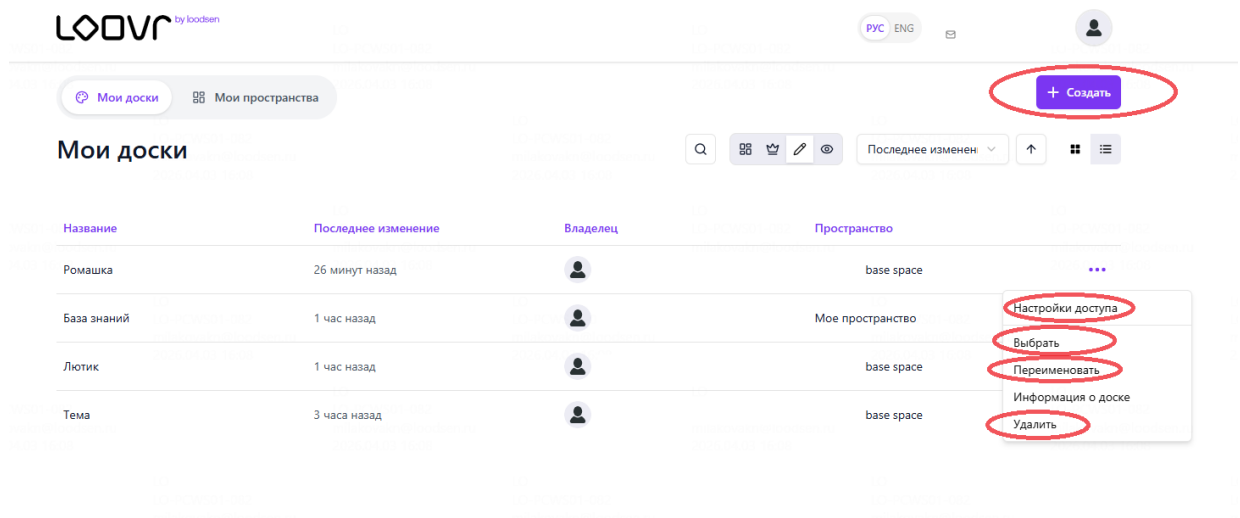 LOOVr by loodsen
РУС ENG
Мои доски Мои пространства
+ Создать
Мои доски
Последнее изменен
Название Последнее изменение Владелец Пространство
Ромашка 26 минут назад base space
Настройки доступа
База знаний 1 час назад Мое пространство
Выбрать
Лютик 1 час назад base space
Переименовать
Информация о доске
Тема 3 часа назад base space
Удалить